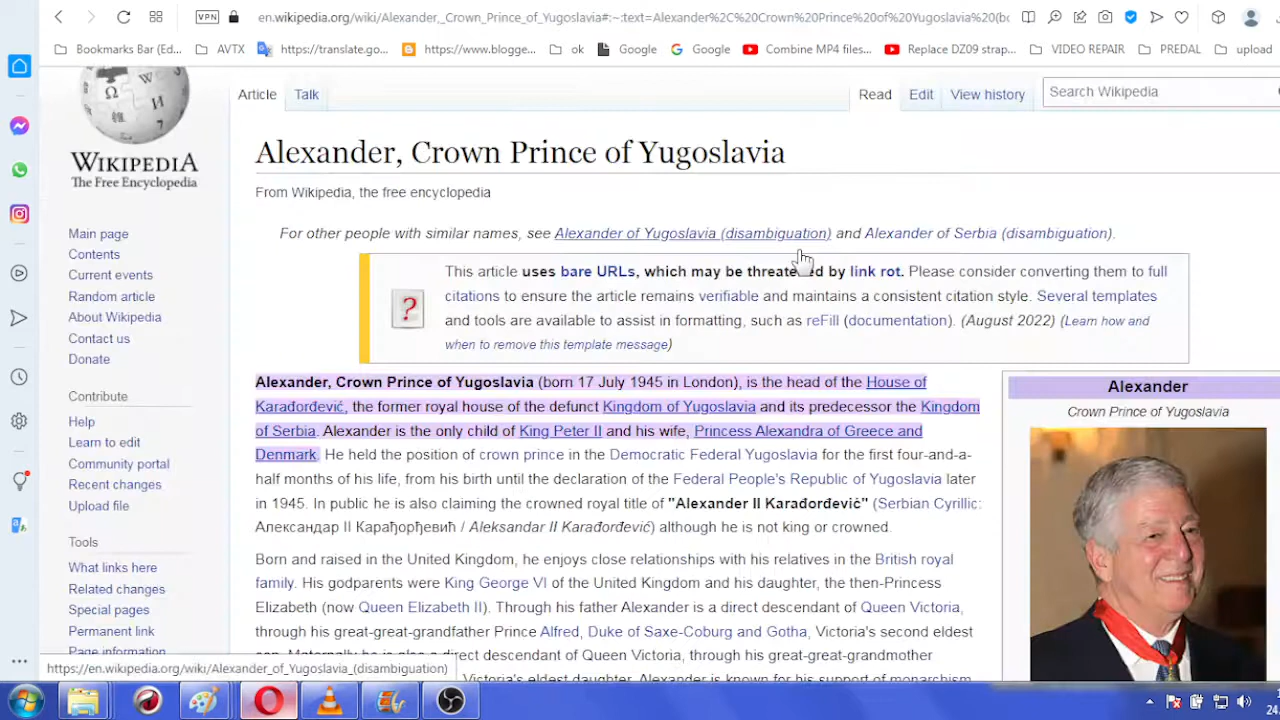 VPN en.wikipedia.org/wiki/Alexander,_Crown_Prince_of_Yugoslavia#:~:text=Alexander%2C%20Crown%20Prince%20of%20Yugoslavia%20(bo
Bookmarks Bar (Ed... AVTX https://translate.go... https://www.blogge... ok Google Google Combine MP4 files... Replace DZ09 strap... VIDEO REPAIR PREDAL upload
Article Talk Read Edit View history Search Wikipedia
WIKIPEDIA
The Free Encyclopedia
Main page
Contents
Current events
Random article
About Wikipedia
Contact us
Donate
Contribute
Help
Learn to edit
Community portal
Recent changes
Upload file
Tools
What links here
Related changes
Special pages
Permanent link
Page information
Alexander, Crown Prince of Yugoslavia
From Wikipedia, the free encyclopedia
For other people with similar names, see Alexander of Yugoslavia (disambiguation) and Alexander of Serbia (disambiguation).
This article uses bare URLs, which may be threatened by link rot. Please consider converting them to full
citations to ensure the article remains verifiable and maintains a consistent citation style. Several templates
and tools are available to assist in formatting, such as reFill (documentation). (August 2022) (Learn how and
when to remove this template message)
Alexander, Crown Prince of Yugoslavia (born 17 July 1945 in London), is the head of the House of
Karađorđević, the former royal house of the defunct Kingdom of Yugoslavia and its predecessor the Kingdom
of Serbia. Alexander is the only child of King Peter II and his wife, Princess Alexandra of Greece and
Denmark. He held the position of crown prince in the Democratic Federal Yugoslavia for the first four-and-a-
half months of his life, from his birth until the declaration of the Federal People's Republic of Yugoslavia later
in 1945. In public he is also claiming the crowned royal title of "Alexander II Karađorđević" (Serbian Cyrillic:
Александар II Карађорђевић / Aleksandar II Karađorđević) although he is not king or crowned.
Born and raised in the United Kingdom, he enjoys close relationships with his relatives in the British royal
family. His godparents were King George VI of the United Kingdom and his daughter, the then-Princess
Elizabeth (now Queen Elizabeth II). Through his father Alexander is a direct descendant of Queen Victoria,
through his great-great-grandfather Prince Alfred, Duke of Saxe-Coburg and Gotha, Victoria's second eldest
a direct descendant of Queen Victoria, through his great-great-grandmother
Victoria's eldest daughter. Alexander is known for his support of monarchism
Alexander
Crown Prince of Yugoslavia
https://en.wikipedia.org/wiki/Alexander_of_Yugoslavia_(disambiguation)